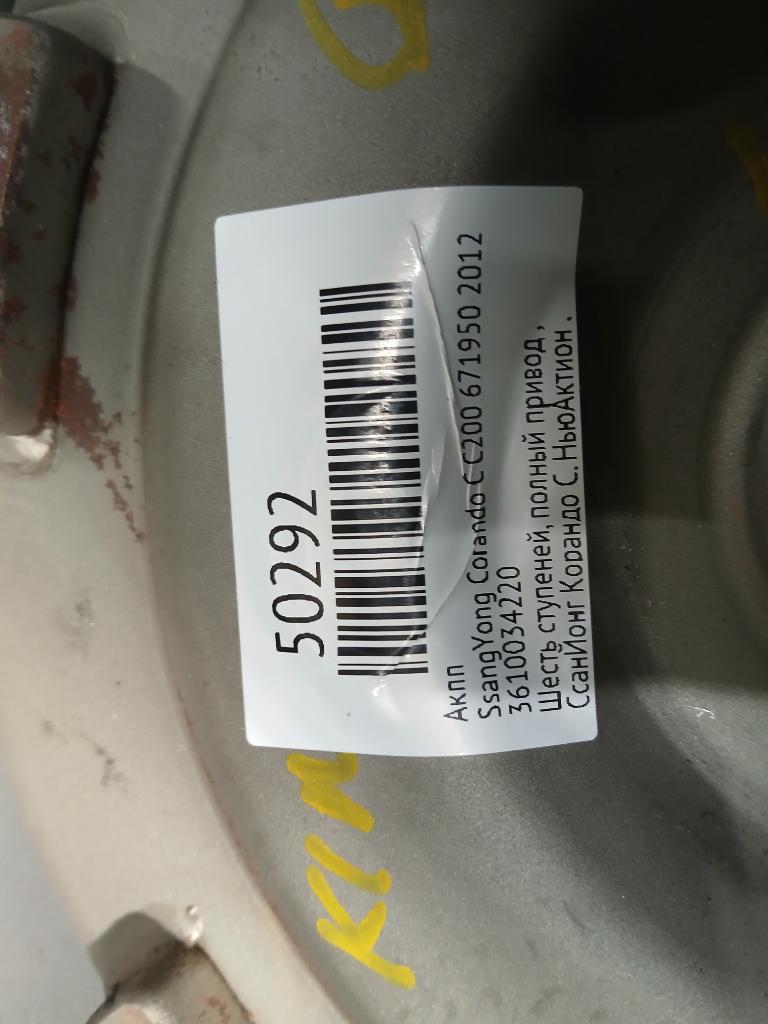 50292
Акпп
SsangYong Corando C C200 671950 2012
3610034220
Шесть ступеней, полный привод ,
СсанЙонг Корандо С. НьюАктион .